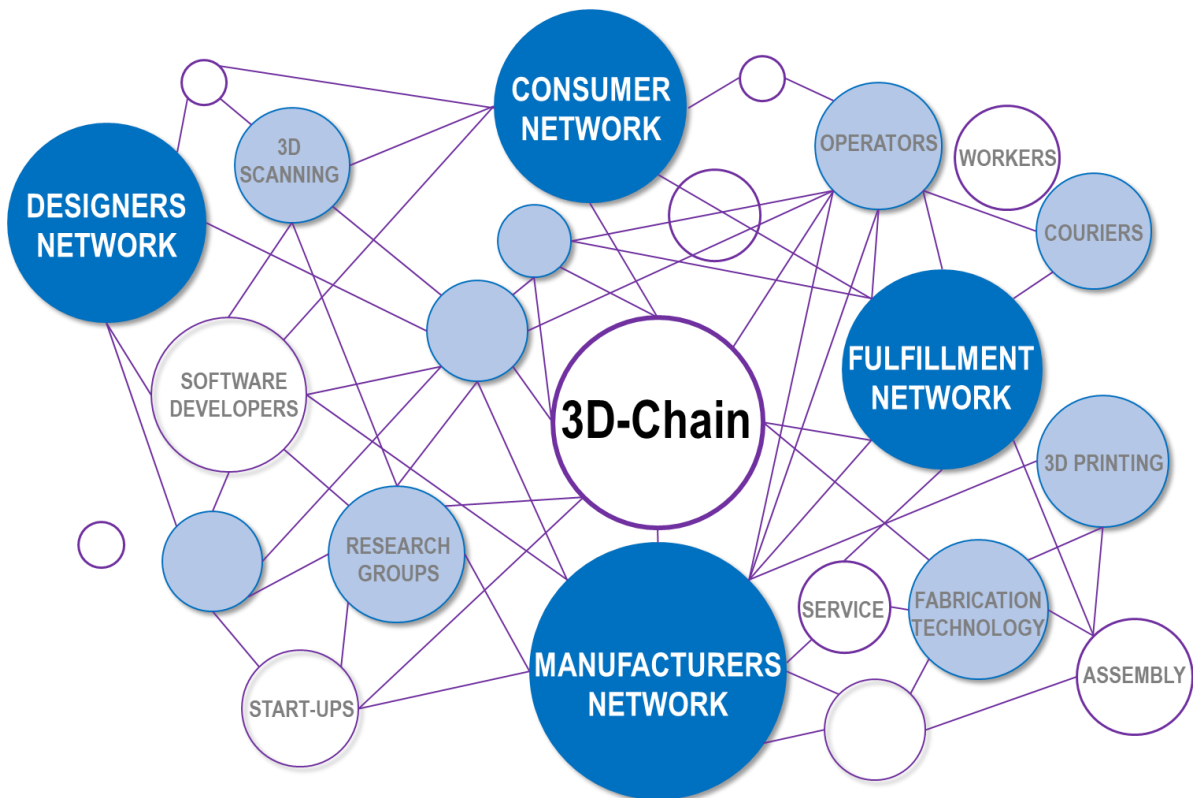 CONSUMER
NETWORK
3D
SCANNING
OPERATORS
WORKERS
DESIGNERS
NETWORK
COURIERS
SOFTWARE
DEVELOPERS
3D-Chain
FULFILLMENT
NETWORK
3D PRINTING
RESEARCH
GROUPS
SERVICE
FABRICATION
TECHNOLOGY
MANUFACTURERS
NETWORK
ASSEMBLY
START-UPS